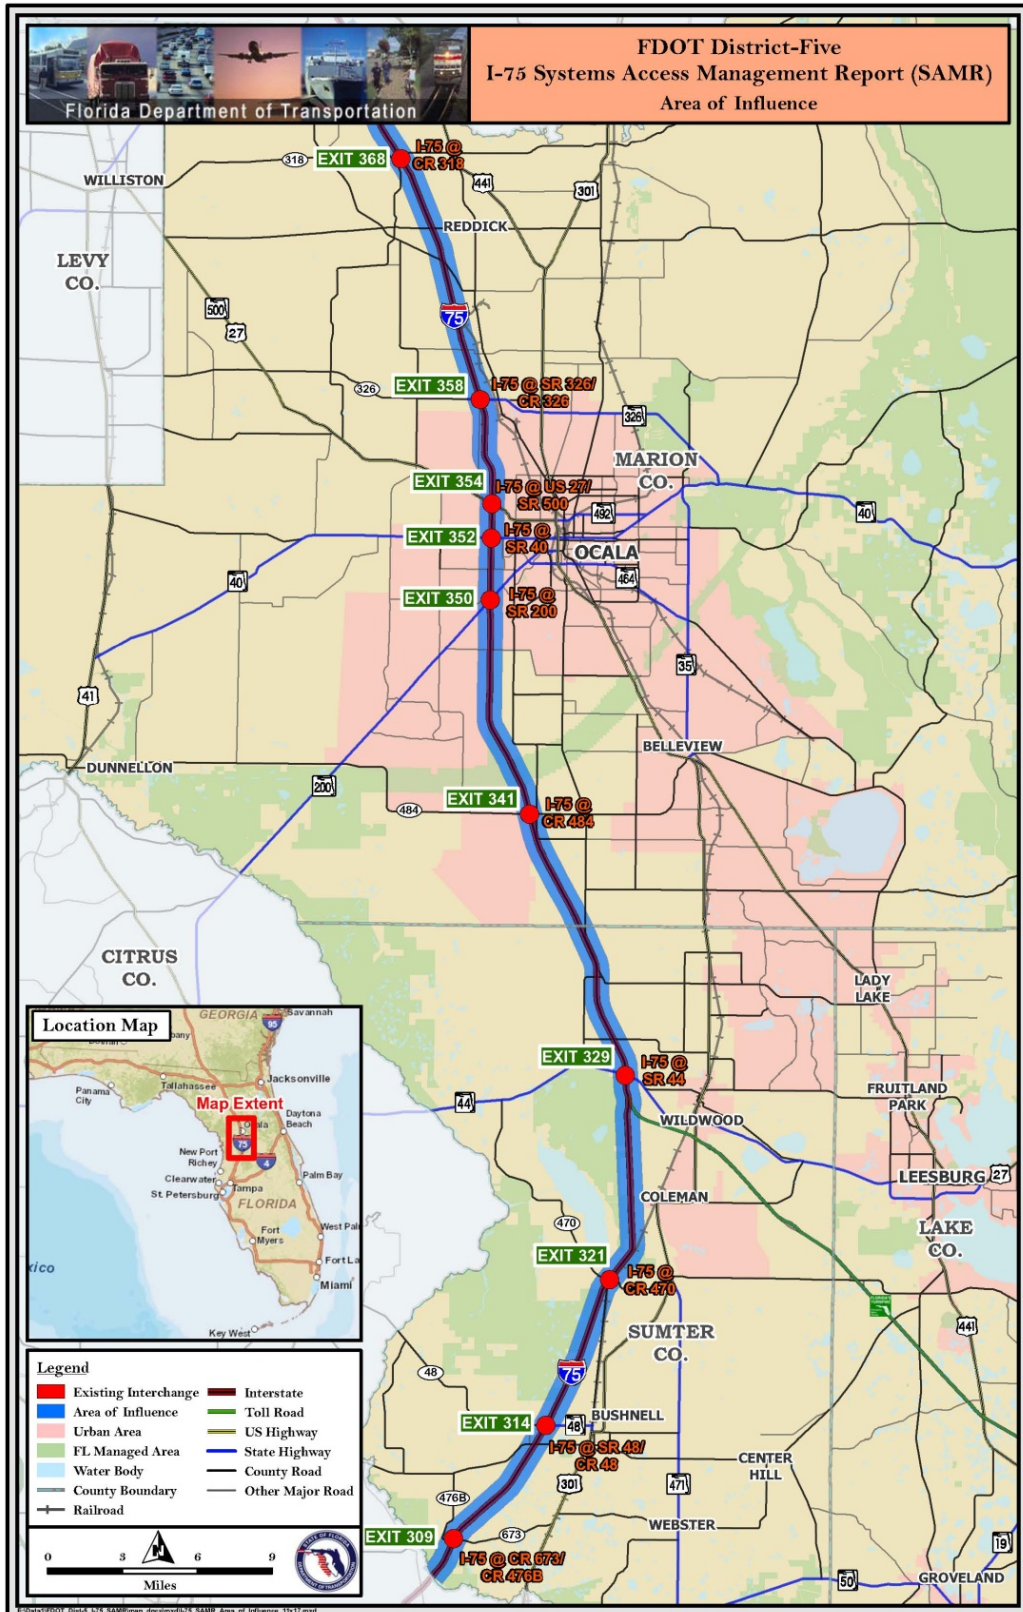 Florida Department of Transportation
FDOT District-Five
I-75 Systems Access Management Report (SAMR)
Area of Influence
EXIT 368
I-75 @
CR 318
318
441
301
WILLISTON
REDDICK
LEVY
CO.
500
27
75
EXIT 358
I-75 @ SR 326/
CR 326
326
326
MARION
CO.
EXIT 354
I-75 @ US 27/
SR 500
492
40
EXIT 352
I-75 @
SR 40
OCALA
464
40
EXIT 350
I-75 @
SR 200
35
41
BELLEVIEW
DUNNELLON
200
EXIT 341
484
I-75 @
CR 484
CITRUS
CO.
LADY
LAKE
EXIT 329
I-75 @
SR 44
44
FRUITLAND
PARK
WILDWOOD
LEESBURG
27
COLEMAN
470
LAKE
CO.
EXIT 321
I-75 @
CR 470
441
SUMTER
CO.
75
48
EXIT 314
48
BUSHNELL
I-75 @ SR 48/
CR 48
CENTER
HILL
301
471
476B
WEBSTER
EXIT 309
673
I-75 @ CR 673/
CR 476B
19
50
GROVELAND
Location Map
GEORGIA
95
Savannah
bany
Tallahassee
Jacksonville
Panama
City
Map Extent
Daytona
Beach
ala
75
New Port
Richey
4
Clearwater
Tampa
Palm Bay
St. Petersburg
FLORIDA
Fort
Myers
West Pal
Fort La
Miami
xico
Key West
Legend
Existing Interchange
Interstate
Area of Influence
Toll Road
Urban Area
US Highway
FL Managed Area
State Highway
Water Body
County Road
County Boundary
Other Major Road
Railroad
0 3 6 9
N
Miles